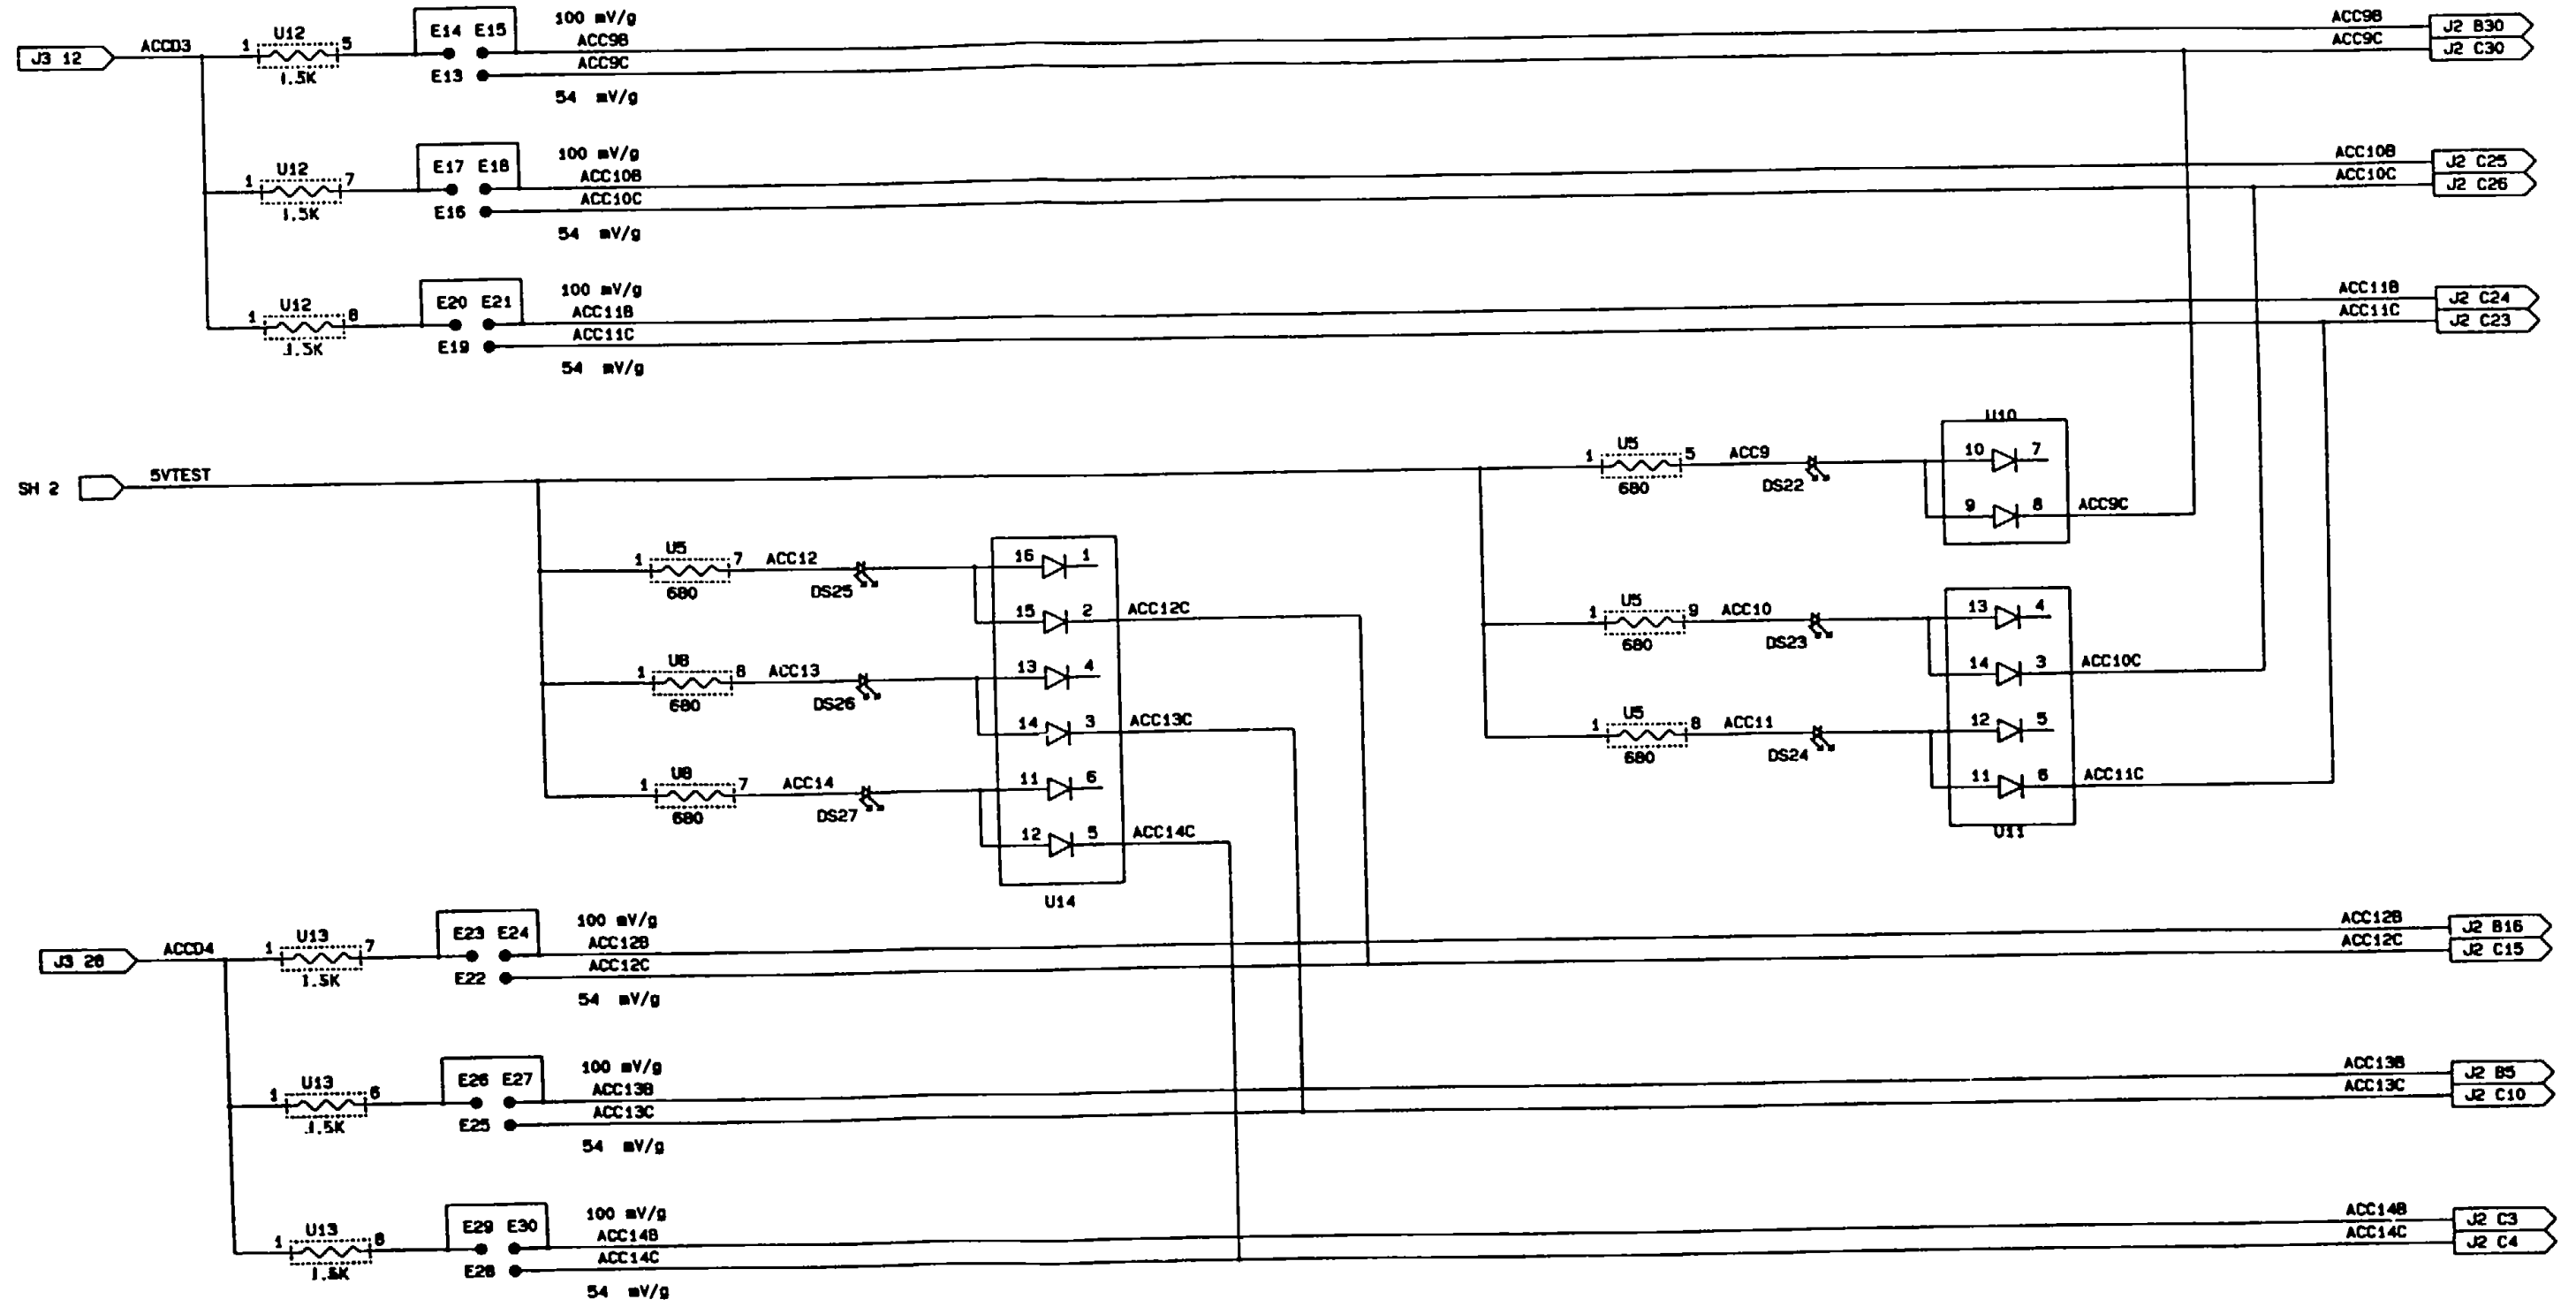 J3 12 ACCD3 1 U12 5 1.5K E14 E15 E13 100 mV/g ACC9B ACC9C 54 mV/g ACC9B ACC9C J2 B30 J2 C30
1 U12 7 1.5K E17 E18 E16 100 mV/g ACC10B ACC10C 54 mV/g ACC10B ACC10C J2 C25 J2 C26
1 U12 8 1.5K E20 E21 E19 100 mV/g ACC11B ACC11C 54 mV/g ACC11B ACC11C J2 C24 J2 C23
SH 2 5VTEST
1 U5 5 680 ACC9 DS22 U10 10 7 9 8 ACC9C
1 U5 7 680 ACC12 DS25 16 1 15 2 ACC12C
1 U5 9 680 ACC10 DS23 13 4 14 3 ACC10C
1 U8 8 680 ACC13 DS26 13 4 14 3 ACC13C
1 U5 8 680 ACC11 DS24 12 5 11 6 ACC11C U11
1 U8 7 680 ACC14 DS27 11 6 12 5 ACC14C U14
J3 28 ACCD4 1 U13 7 1.5K E23 E24 E22 100 mV/g ACC12B ACC12C 54 mV/g ACC12B ACC12C J2 B16 J2 C15
1 U13 6 1.5K E26 E27 E25 100 mV/g ACC13B ACC13C 54 mV/g ACC13B ACC13C J2 B5 J2 C10
1 U13 8 1.5K E29 E30 E28 100 mV/g ACC14B ACC14C 54 mV/g ACC14B ACC14C J2 C3 J2 C4